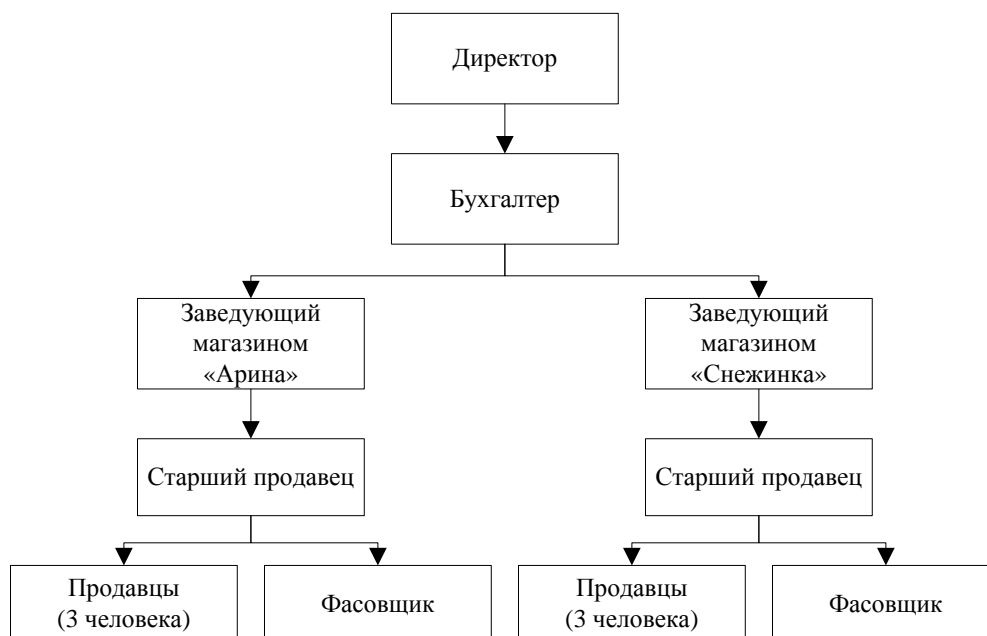 Директор
Бухгалтер
Заведующий
магазином
«Арина»
Заведующий
магазином
«Снежинка»
Старший продавец
Старший продавец
Продавцы
(3 человека)
Фасовщик
Продавцы
(3 человека)
Фасовщик